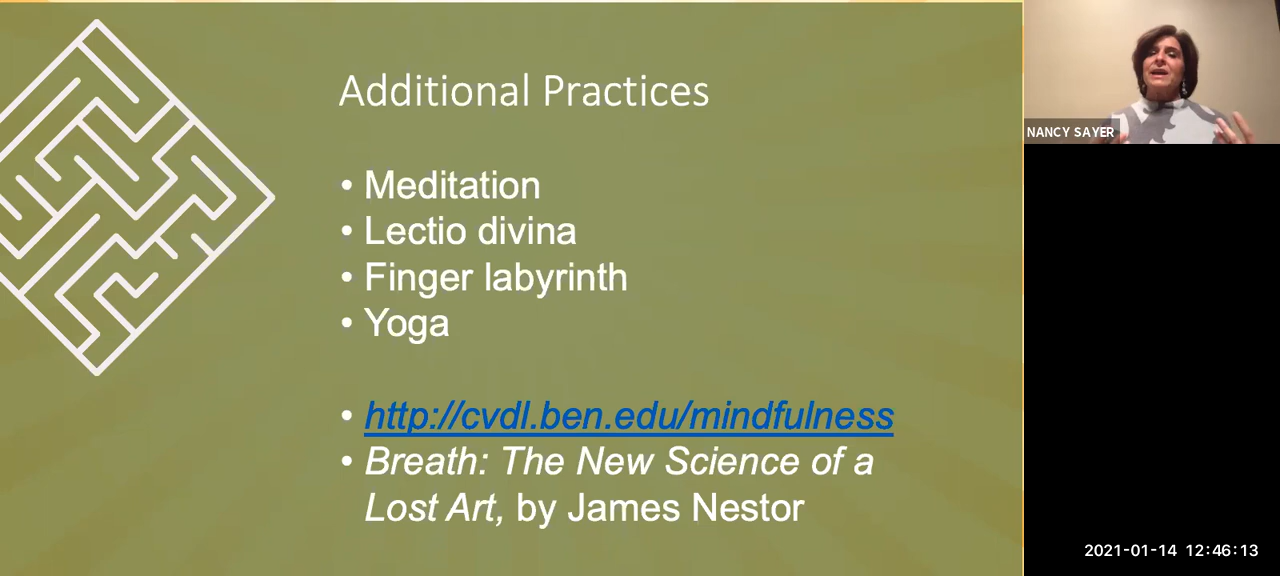 Additional Practices
• Meditation
• Lectio divina
• Finger labyrinth
• Yoga
• http://cvdl.ben.edu/mindfulness
• Breath: The New Science of a
Lost Art, by James Nestor
NANCY SAYER
2021-01-14 12:46:13